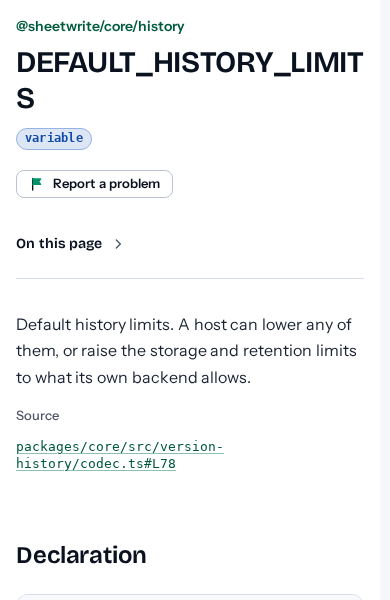 @sheetwrite/core/history
DEFAULT_HISTORY_LIMIT
S
variable
Report a problem
On this page
Default history limits. A host can lower any of
them, or raise the storage and retention limits
to what its own backend allows.
Source
packages/core/src/version-
history/codec.ts#L78
Declaration